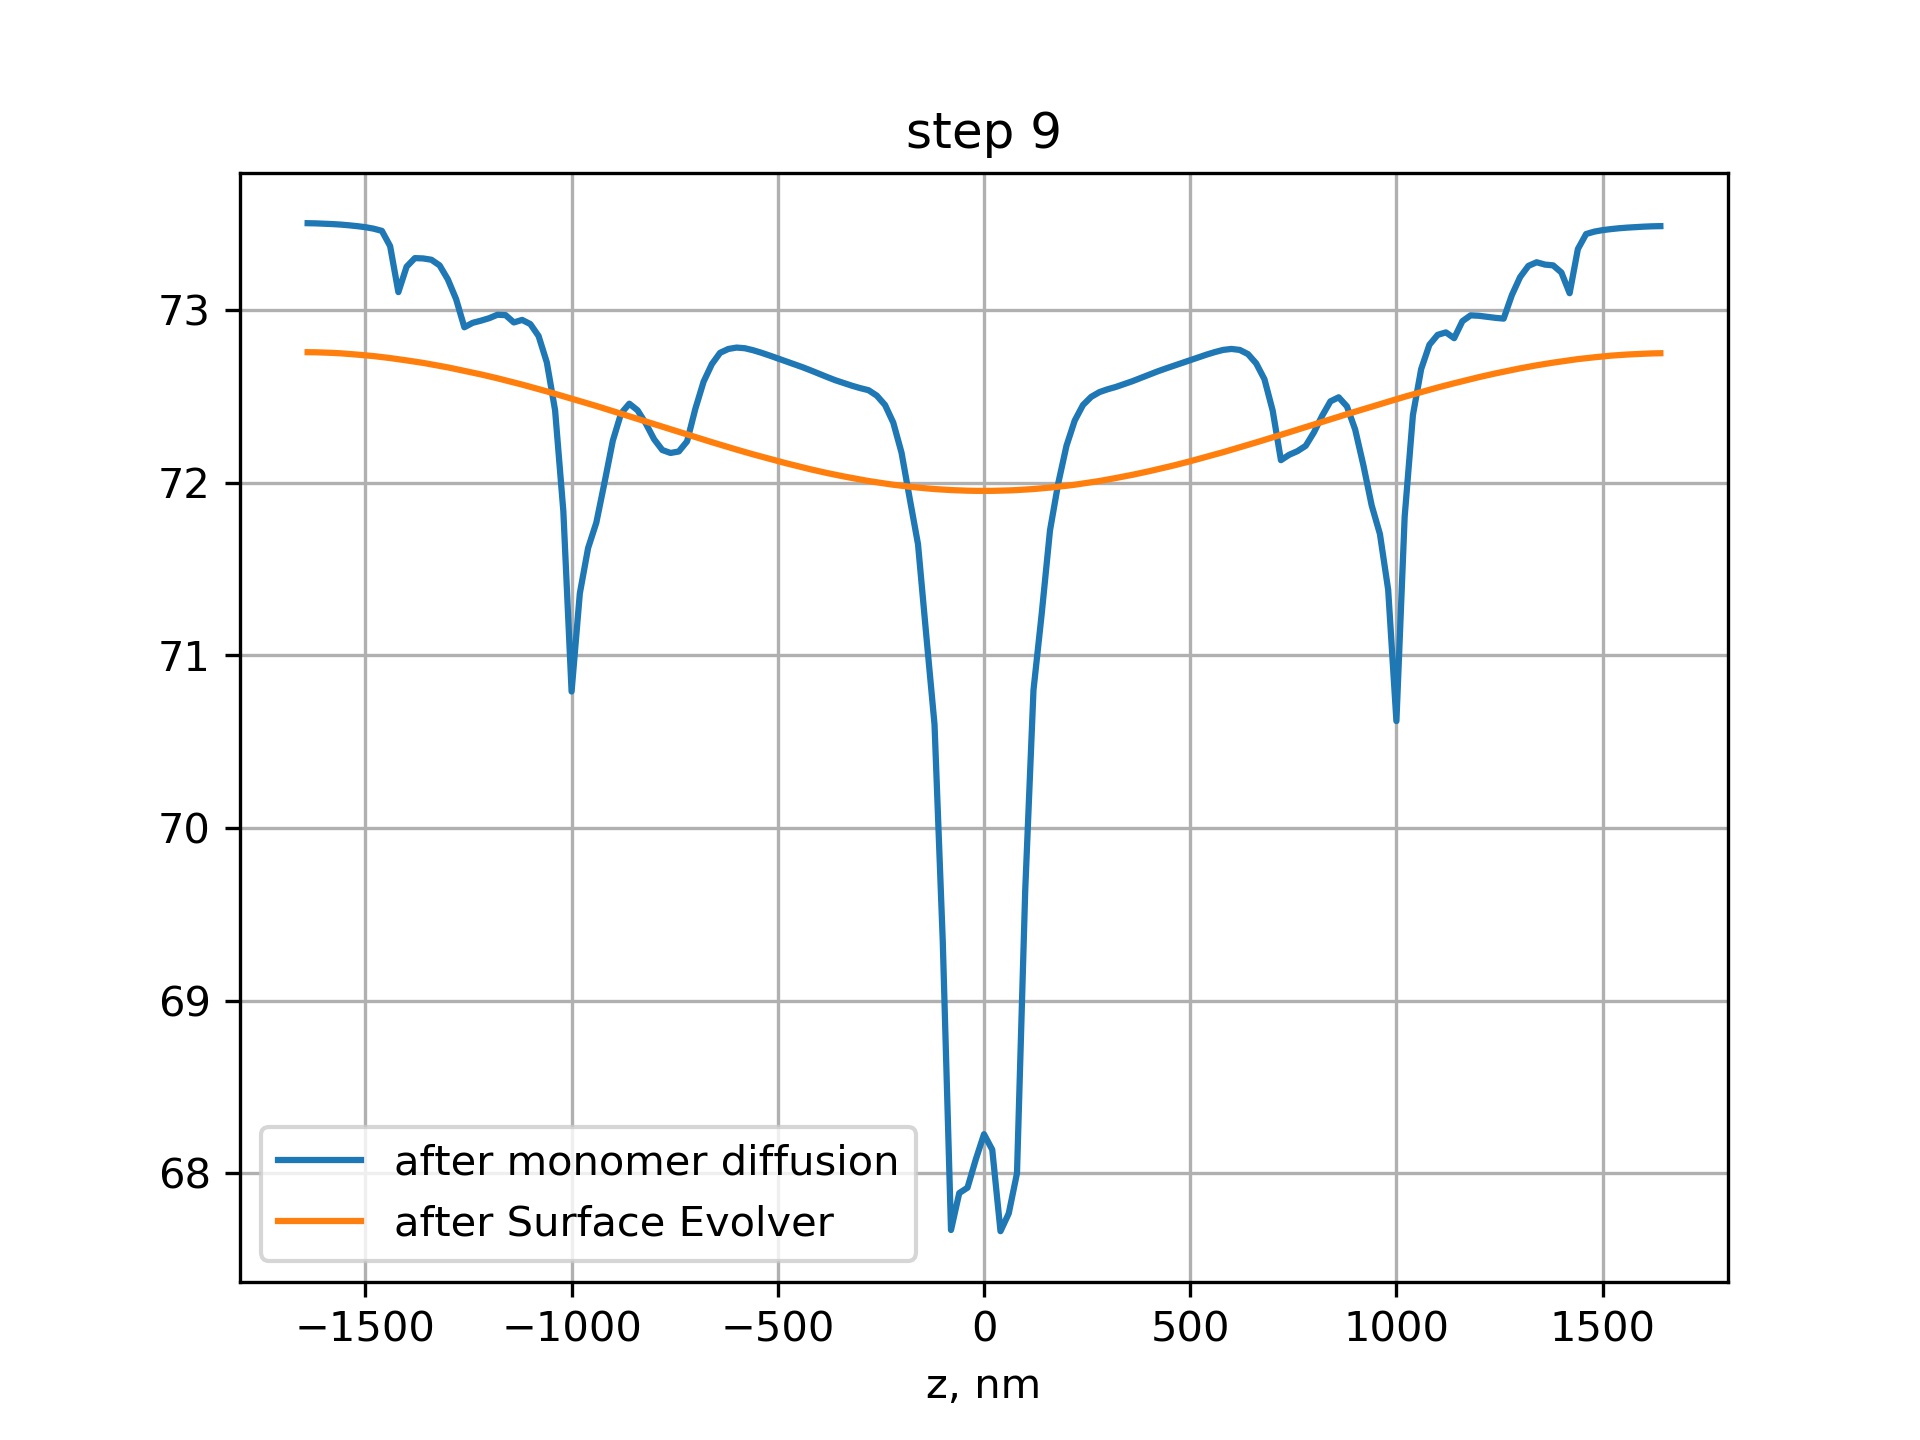 step 9
73
72
71
70
69
68
after monomer diffusion
after Surface Evolver
−1500 −1000 −500 0 500 1000 1500
z, nm